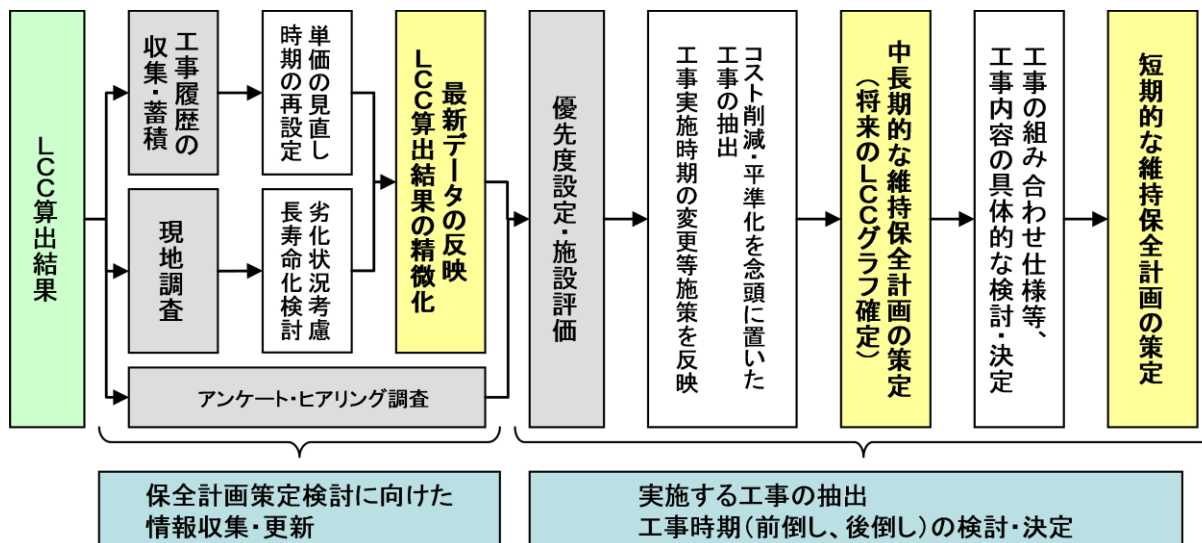 LCC算出結果
工事履歴の
収集・蓄積
単価の見直し
時期の再設定
現地調査
劣化状況考慮
長寿命化検討
最新データの反映
LCC算出結果の精微化
アンケート・ヒアリング調査
優先度設定・施設評価
コスト削減・平準化を念頭に置いた
工事の抽出
工事実施時期の変更等施策を反映
中長期的な維持保全計画の策定
（将来のLCCグラフ確定）
工事の組み合わせ仕様等、
工事内容の具体的な検討・決定
短期的な維持保全計画の策定
保全計画策定検討に向けた
情報収集・更新
実施する工事の抽出
工事時期（前倒し、後倒し）の検討・決定